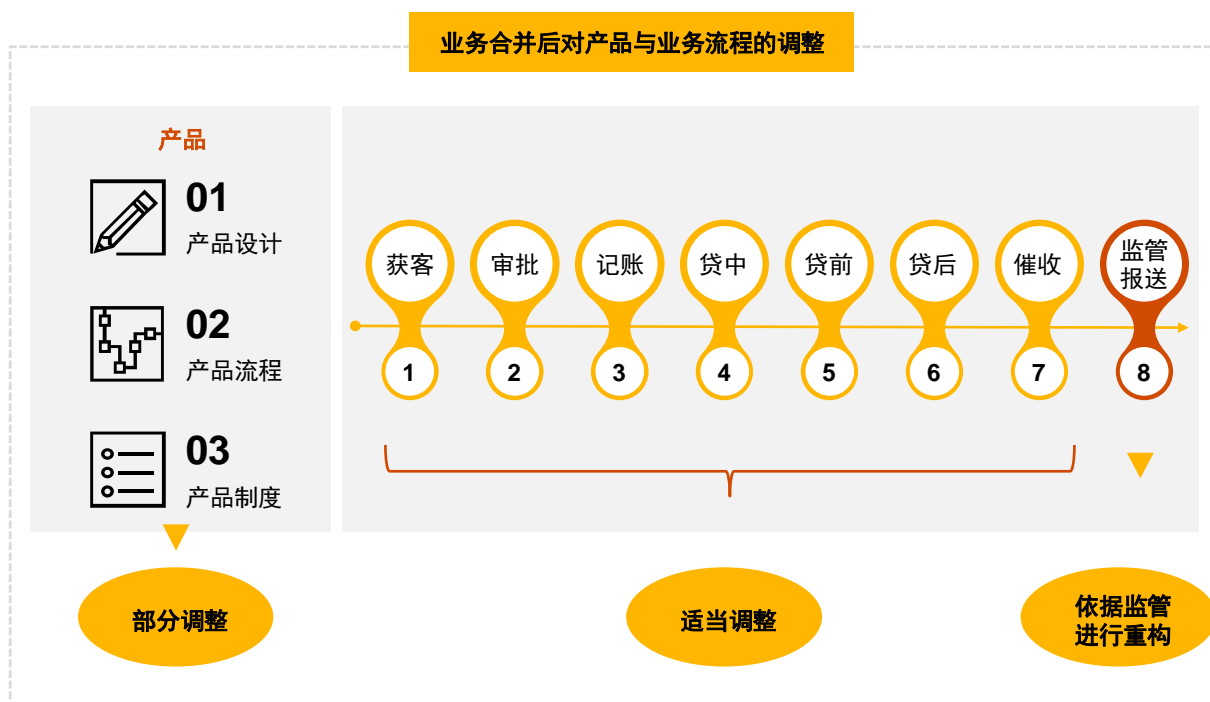 业务合并后对产品与业务流程的调整
产品
01
产品设计
02
产品流程
03
产品制度
获客
审批
记账
贷中
贷前
贷后
催收
监管
报送
1
2
3
4
5
6
7
8
部分调整
适当调整
依据监管
进行重构